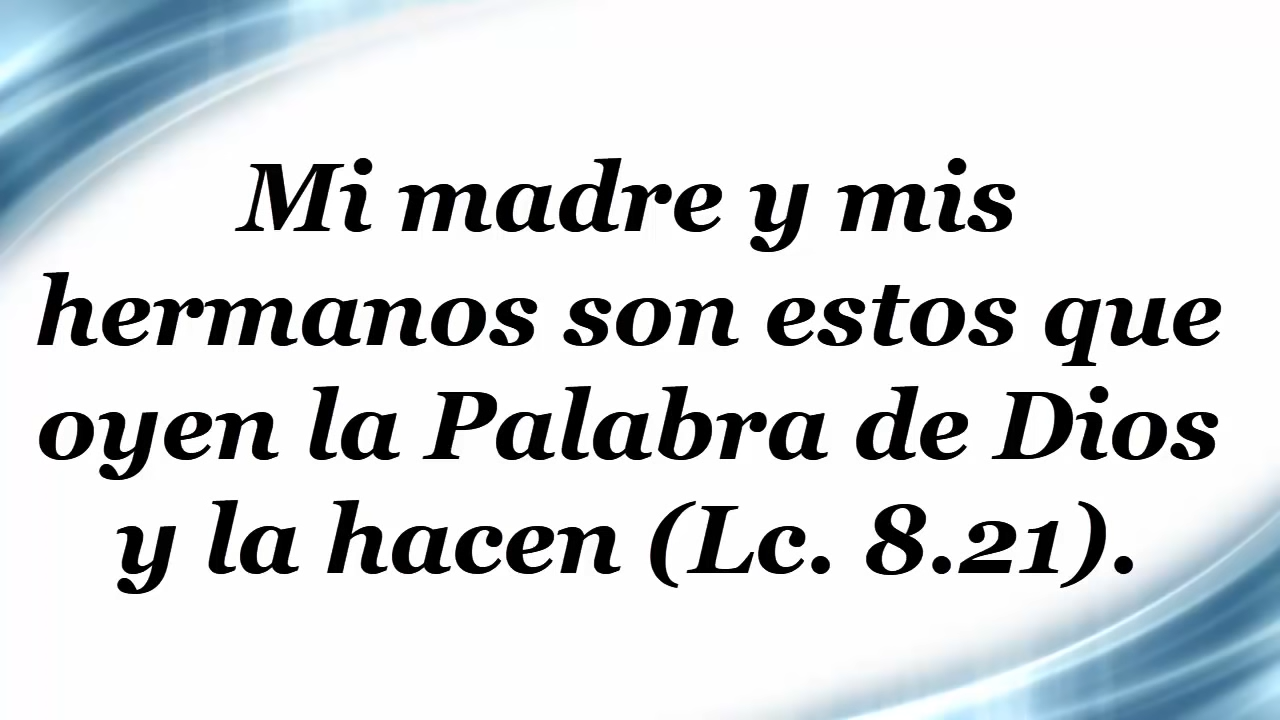 Mi madre y mis
hermanos son estos que
oyen la Palabra de Dios
y la hacen (Lc. 8.21).